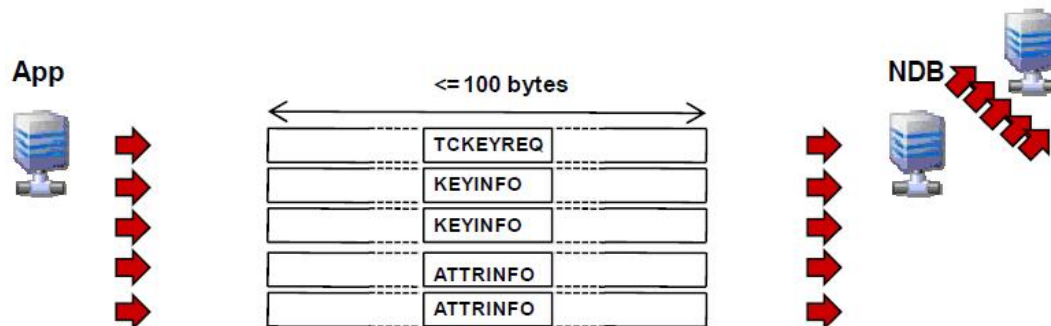 App
<= 100 bytes
NDB
TCKEYREQ
KEYINFO
KEYINFO
ATTRINFO
ATTRINFO